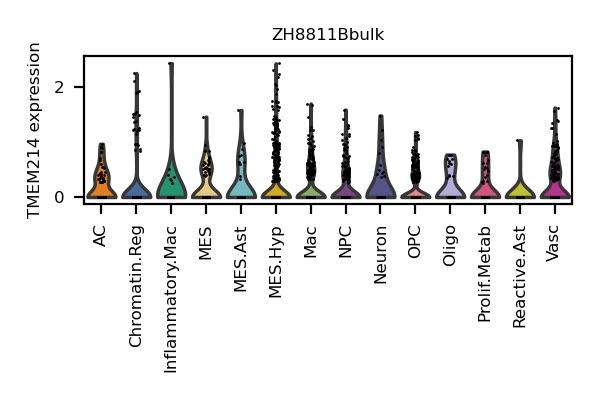 ZH8811Bbulk
TMEM214 expression
2
0
AC
Chromatin.Reg
Inflammatory.Mac
MES
MES.Ast
MES.Hyp
Mac
NPC
Neuron
OPC
Oligo
Prolif.Metab
Reactive.Ast
Vasc